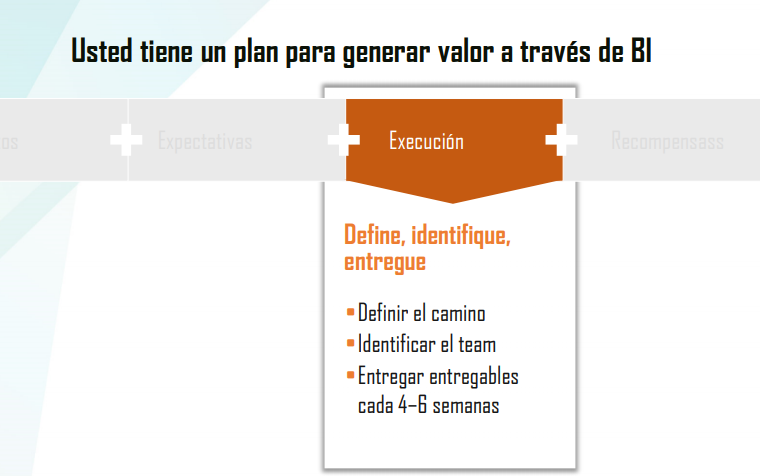 Usted tiene un plan para generar valor a través de BI
os
Expectativas
Execución
Recompensass
Define, identifique,
entregue
Definir el camino
Identificar el team
Entregar entregables
cada 4–6 semanas